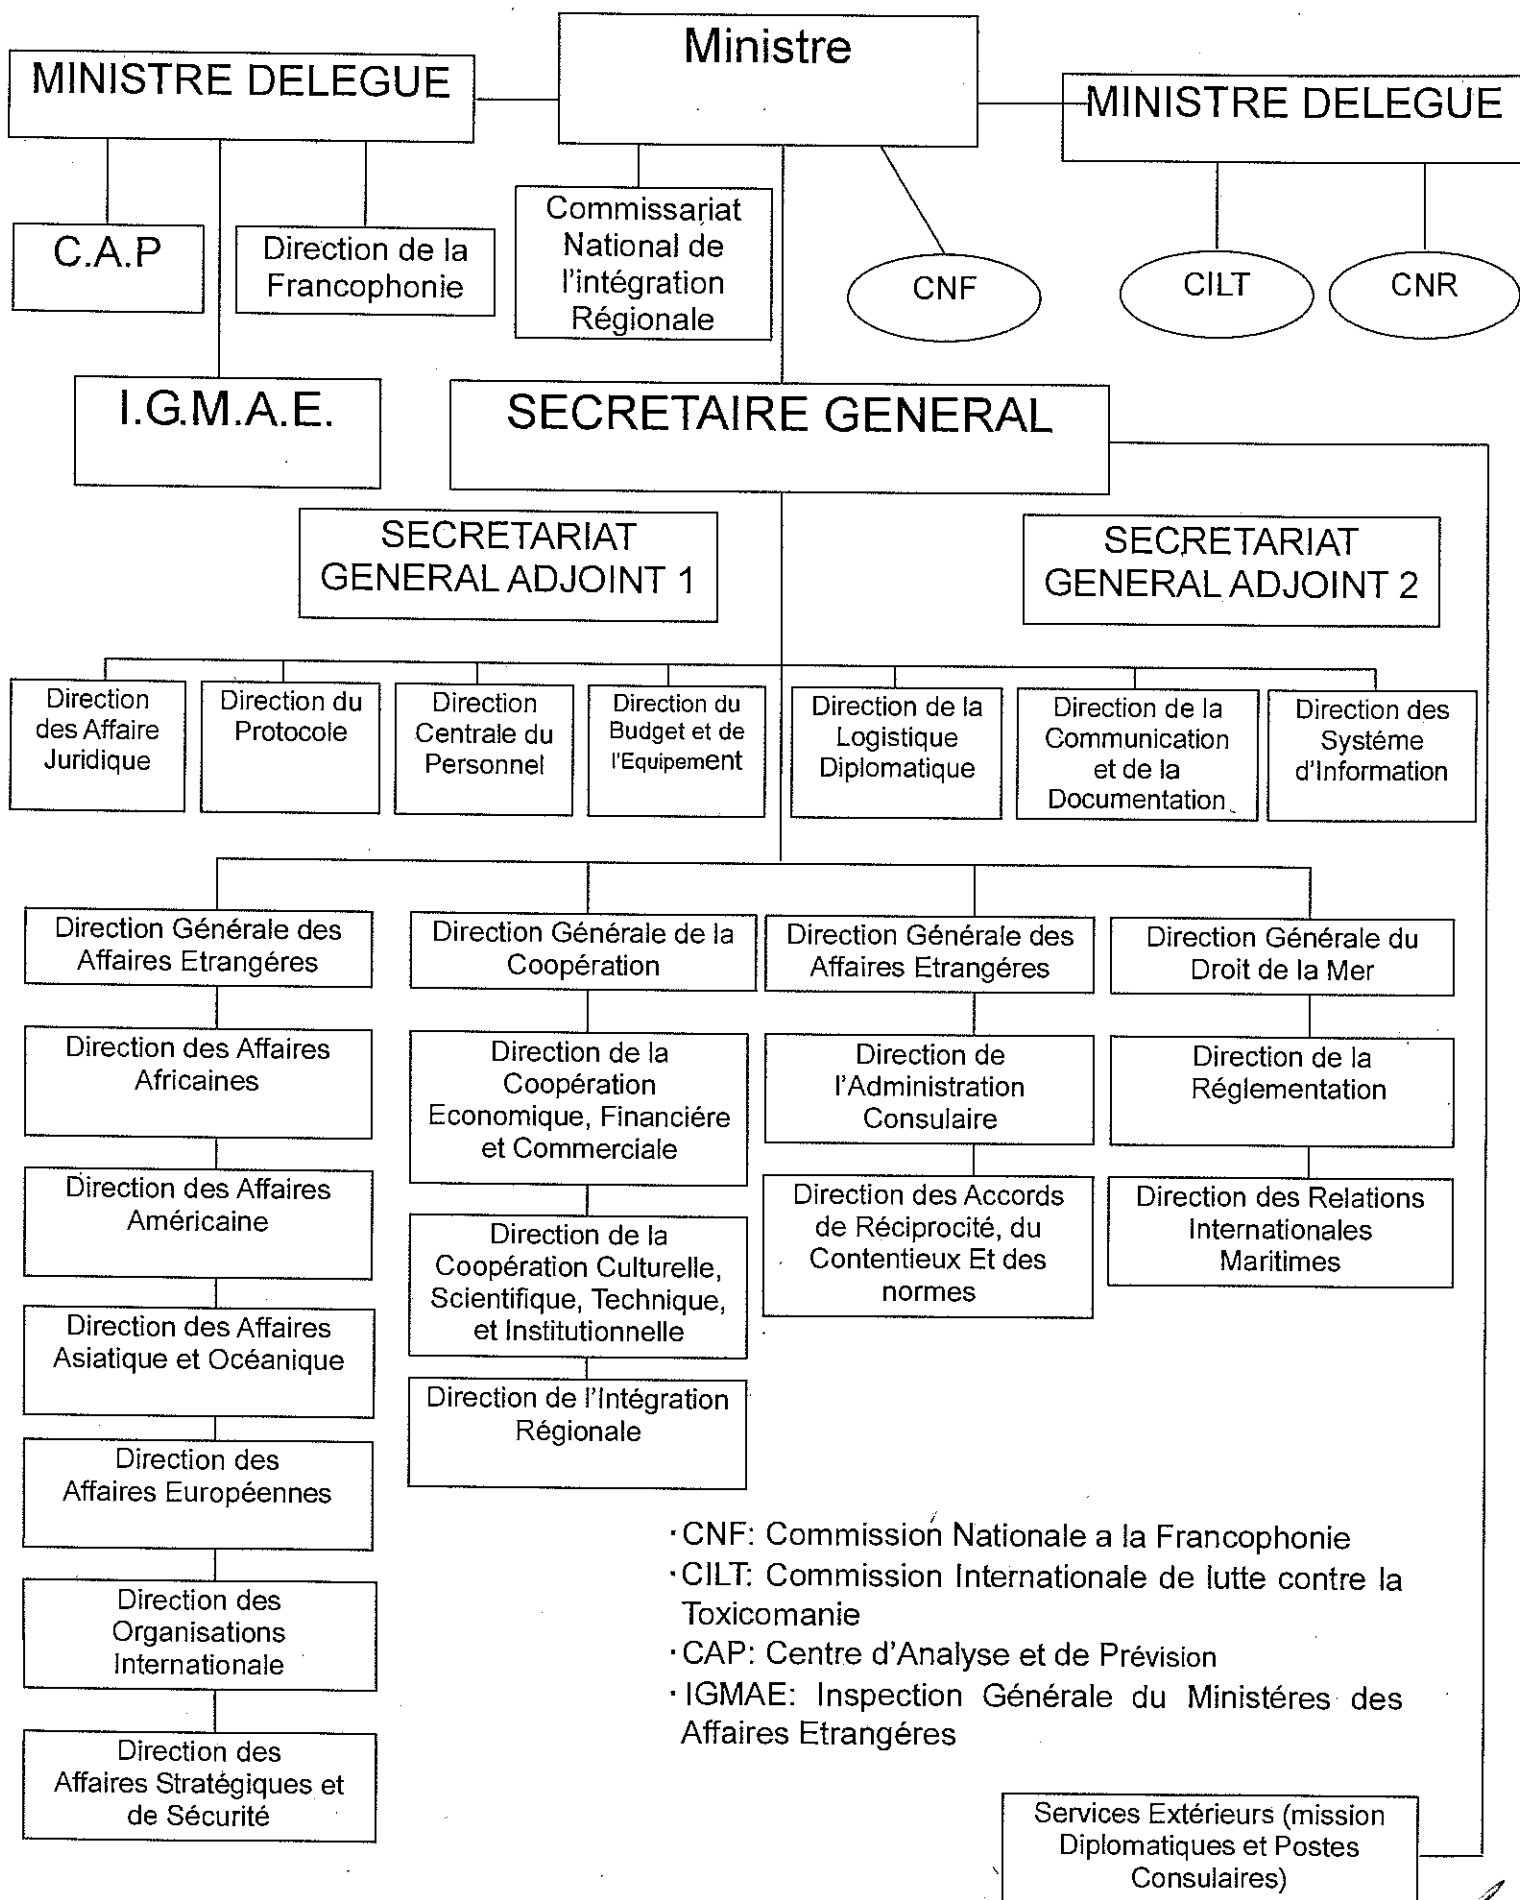 Ministre
MINISTRE DELEGUE
MINISTRE DELEGUE
C.A.P
Direction de la
Francophonie
Commissariat
National de
l'intégration
Régionale
CNF
CILT
CNR
I.G.M.A.E.
SECRETAIRE GENERAL
SECRETARIAT
GENERAL ADJOINT 1
SECRETARIAT
GENERAL ADJOINT 2
Direction
des Affaire
Juridique
Direction du
Protocole
Direction
Centrale du
Personnel
Direction du
Budget et de
l'Equipement
Direction de la
Logistique
Diplomatique
Direction de la
Communication
et de la
Documentation
Direction des
Systéme
d'Information
Direction Générale des
Affaires Etrangéres
Direction Générale de la
Coopération
Direction Générale des
Affaires Etrangéres
Direction Générale du
Droit de la Mer
Direction des Affaires
Africaines
Direction de la
Coopération
Economique, Financiére
et Commerciale
Direction de
l'Administration
Consulaire
Direction de la
Réglementation
Direction des Affaires
Américaine
Direction de la
Coopération Culturelle,
Scientifique, Technique,
et Institutionnelle
Direction des Accords
de Réciprocité, du
Contentieux Et des
normes
Direction des Relations
Internationales
Maritimes
Direction des Affaires
Asiatique et Océanique
Direction de l'Intégration
Régionale
Direction des
Affaires Européennes
Direction des
Organisations
Internationale
Direction des
Affaires Stratégiques et
de Sécurité
· CNF: Commission Nationale a la Francophonie
· CILT: Commission Internationale de lutte contre la
Toxicomanie
· CAP: Centre d'Analyse et de Prévision
· IGMAE: Inspection Générale du Ministéres des
Affaires Etrangéres
Services Extérieurs (mission
Diplomatiques et Postes
Consulaires)